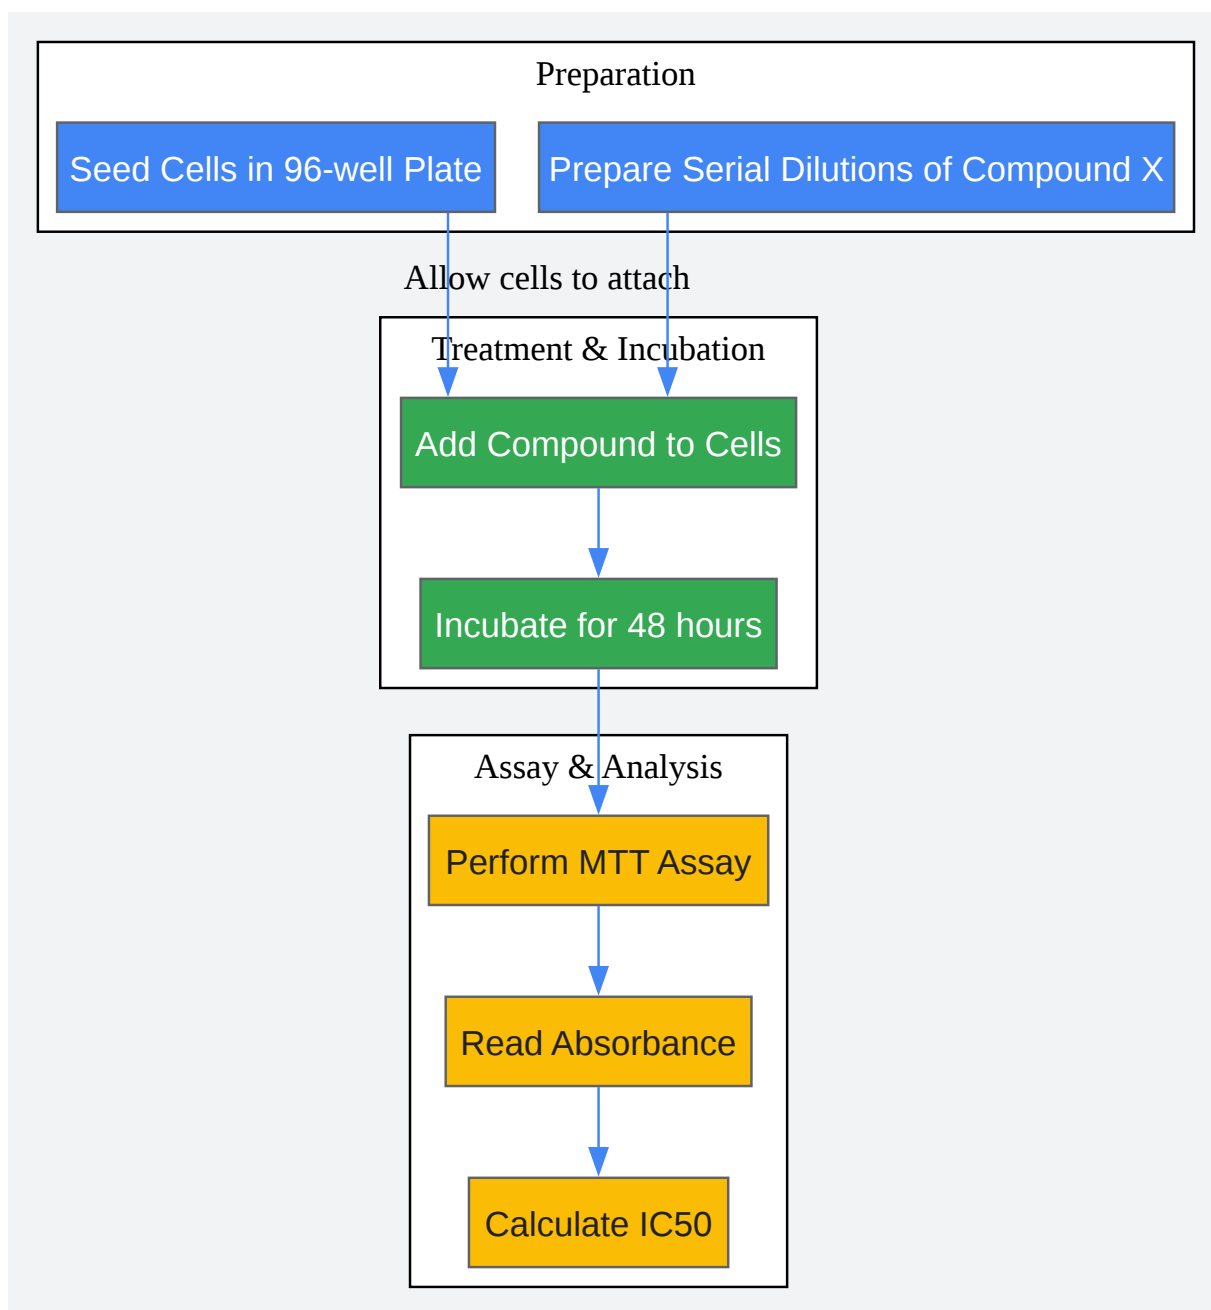 Preparation
Seed Cells in 96-well Plate
Prepare Serial Dilutions of Compound X
Allow cells to attach
Treatment & Incubation
Add Compound to Cells
Incubate for 48 hours
Assay & Analysis
Perform MTT Assay
Read Absorbance
Calculate IC50